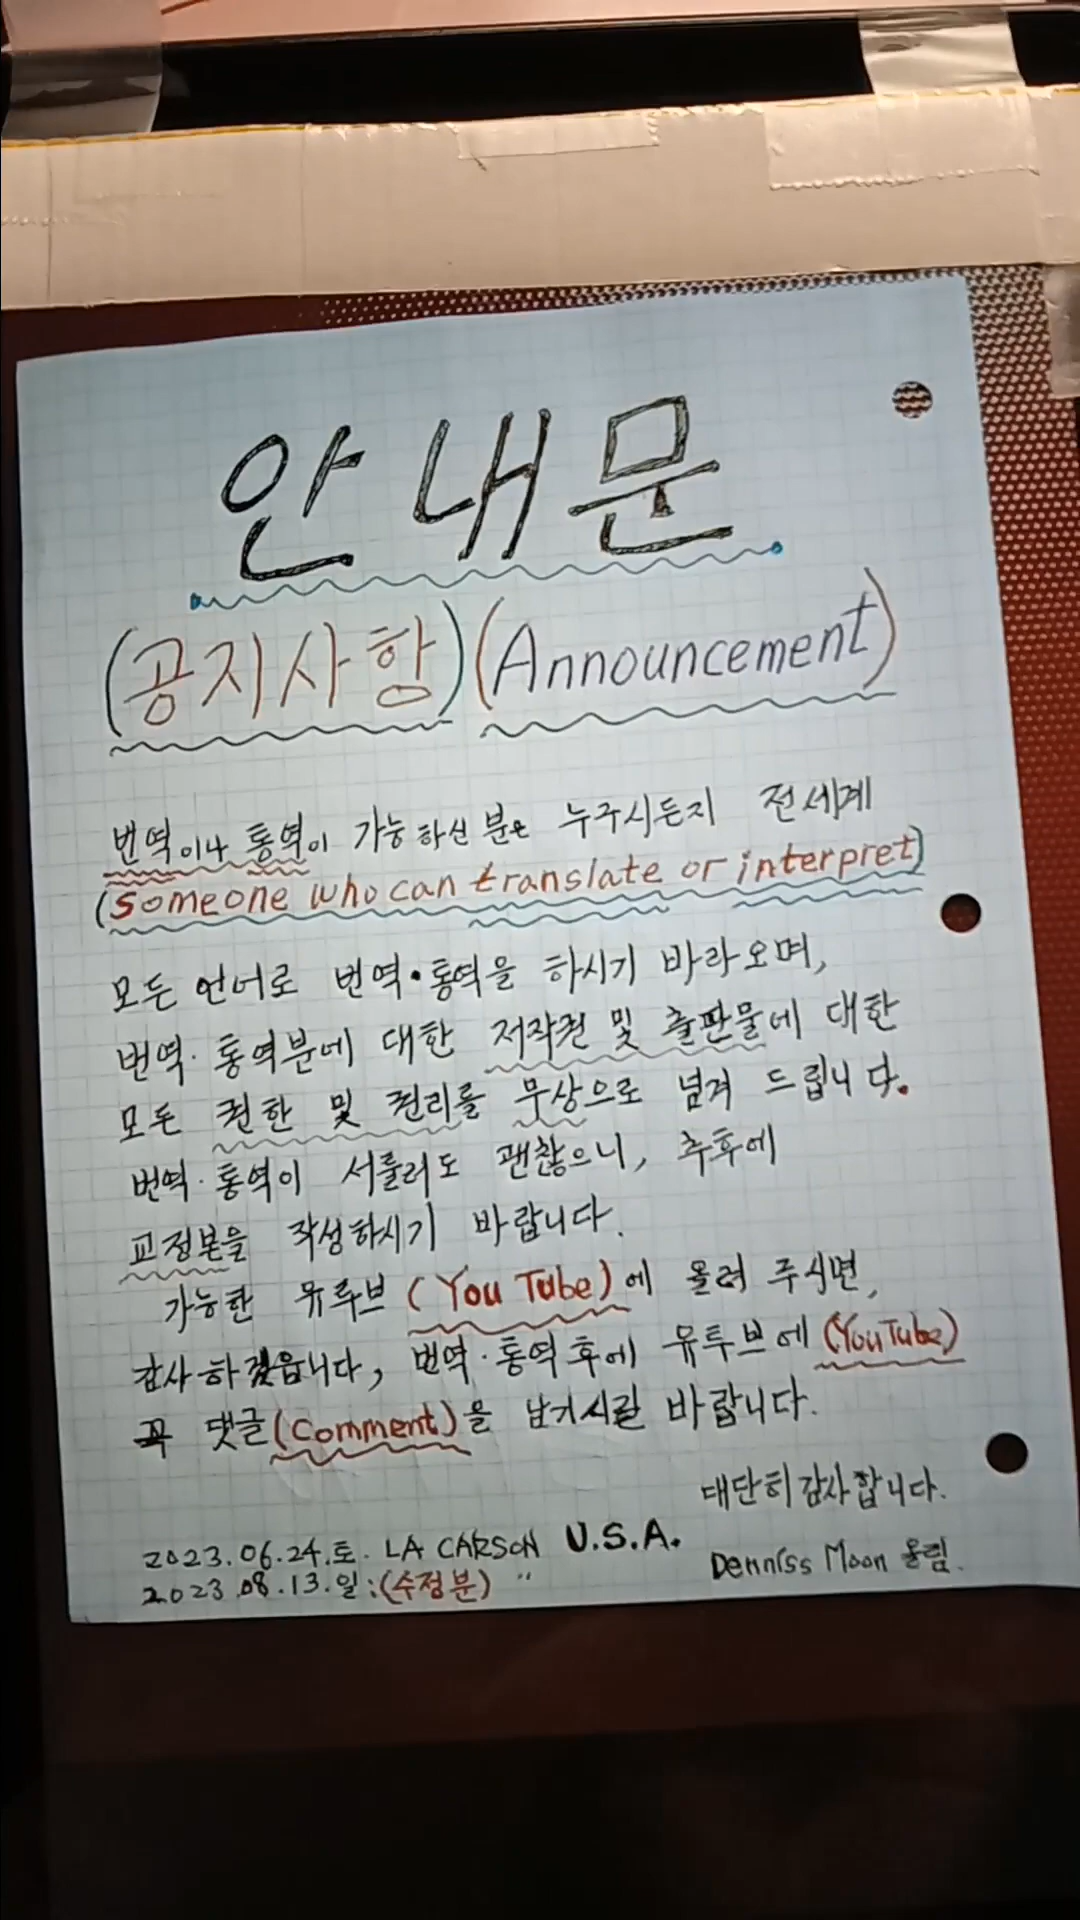 안내문
(공지사항)(Announcement)
번역이나 통역이 가능하신 분은 누구시든지 전세계
(someone who can translate or interpret)
모든 언어로 번역·통역을 하시기 바라오며,
번역·통역분에 대한 저작권 및 출판물에 대한
모든 권한 및 권리를 무상으로 넘겨 드립니다.
번역·통역이 서툴러도 괜찮으니, 추후에
교정본을 작성하시기 바랍니다.
가능한 유투브 (YouTube)에 올려 주시면,
감사하겠읍니다, 번역·통역후에 유투브에 (YouTube)
꼭 댓글(Comment)을 남기시길 바랍니다.
대단히 감사합니다.
2023.06.24.토. LA CARSON U.S.A.
Denniss Moon 올림.
2023.08.13.일:(수정분) "